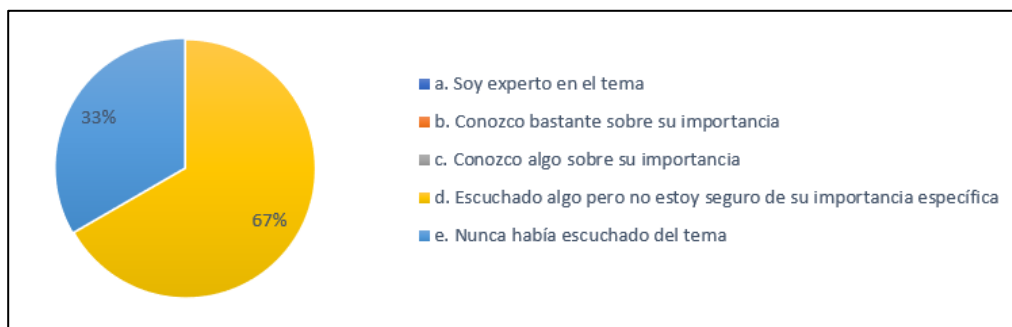 33%
67%
a. Soy experto en el tema
b. Conozco bastante sobre su importancia
c. Conozco algo sobre su importancia
d. Escuchado algo pero no estoy seguro de su importancia específica
e. Nunca había escuchado del tema